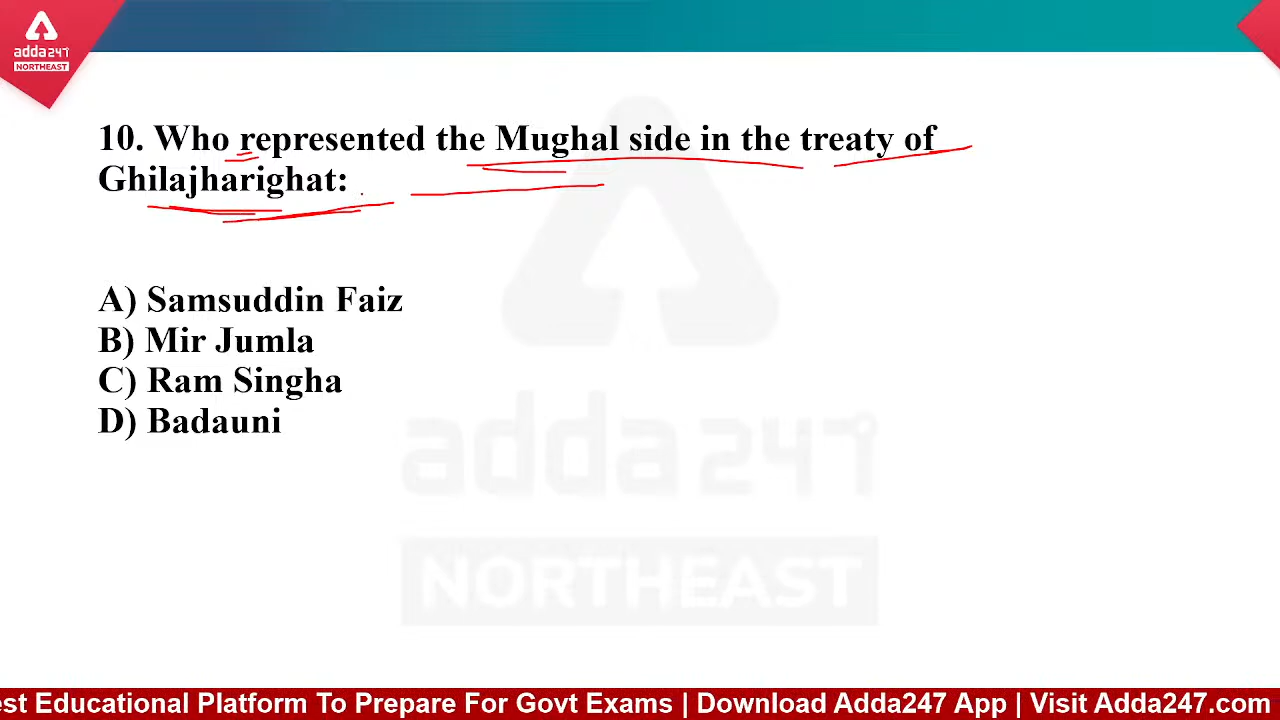 adda247
NORTHEAST
10. Who represented the Mughal side in the treaty of
Ghilajharighat:
A) Samsuddin Faiz
B) Mir Jumla
C) Ram Singha
D) Badauni
adda247
NORTHEAST
est Educational Platform To Prepare For Govt Exams | Download Adda247 App | Visit Adda247.com